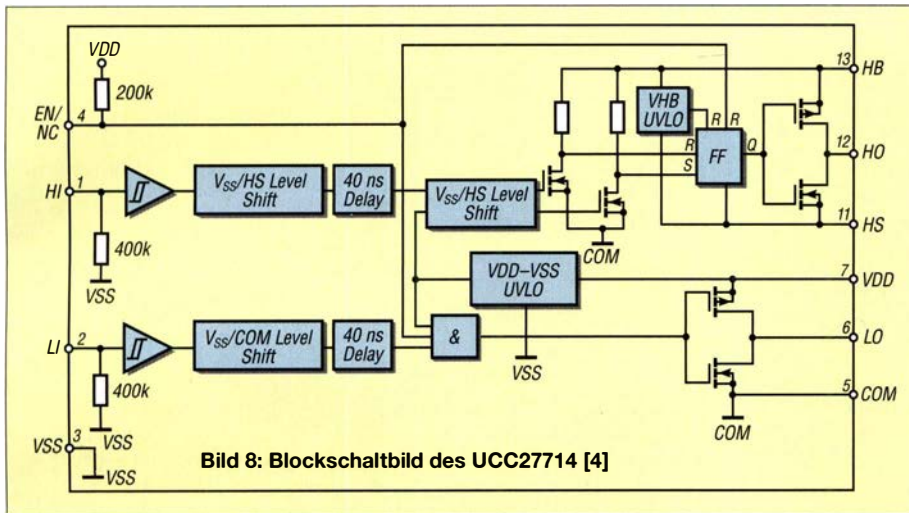 VDD
200k
EN/
NC
4
HI
1
400k
VSS
VSS/HS Level
Shift
40 ns
Delay
VSS/HS Level
Shift
VHB
UVLO
R
R
R
S
FF
Q
COM
13
HB
12
HO
11
HS
VDD–VSS
UVLO
VSS
7
VDD
LI
2
400k
VSS
VSS/COM Level
Shift
40 ns
Delay
&
6
LO
5
COM
COM
VSS
3
VSS
Bild 8: Blockschaltbild des UCC27714 [4]